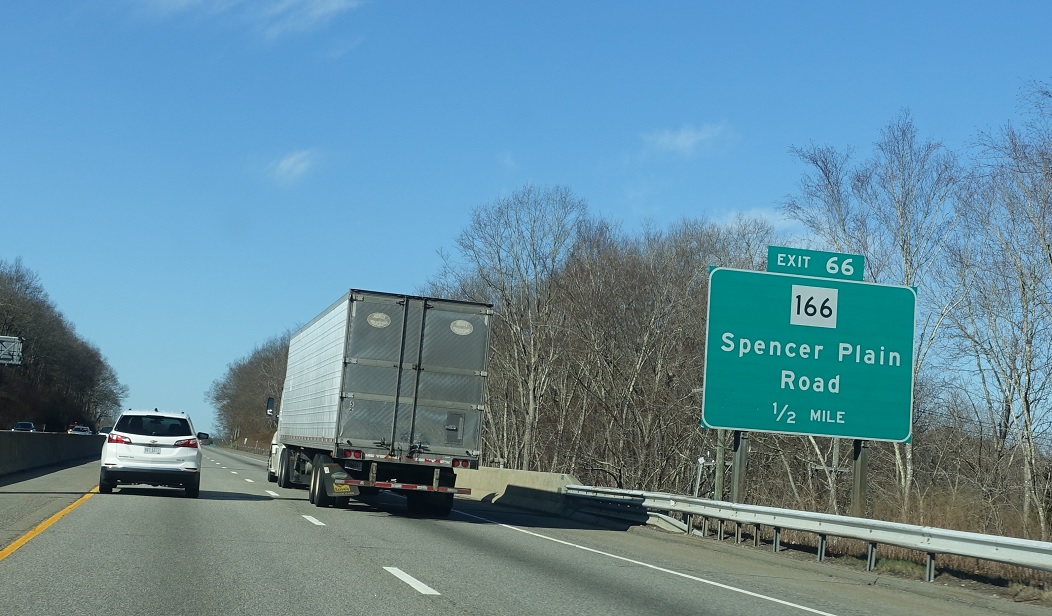 EXIT 66
166
Spencer Plain
Road
1/2 MILE